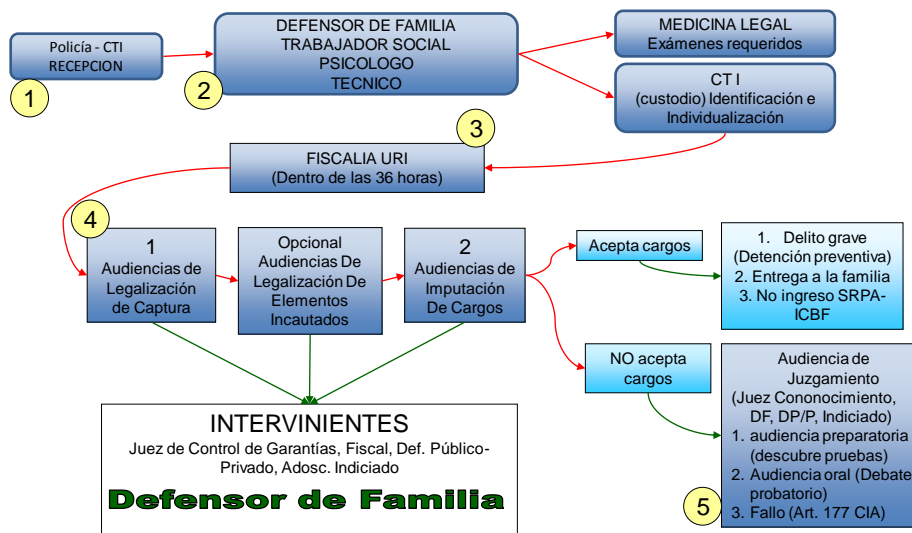 Policía - CTI
RECEPCION
1
DEFENSOR DE FAMILIA
TRABAJADOR SOCIAL
PSICOLOGO
TECNICO
2
MEDICINA LEGAL
Exámenes requeridos
CT I
(custodio) Identificación e
Individualización
3
FISCALIA URI
(Dentro de las 36 horas)
4
1
Audiencias de
Legalización
de Captura
Opcional
Audiencias De
Legalización De
Elementos
Incautados
2
Audiencias de
Imputación
De Cargos
Acepta cargos
1. Delito grave
(Detención preventiva)
2. Entrega a la familia
3. No ingreso SRPA-
ICBF
NO acepta
cargos
Audiencia de
Juzgamiento
(Juez Cononocimiento,
DF, DP/P, Indiciado)
1. audiencia preparatoria
(descubre pruebas)
2. Audiencia oral (Debate
probatorio)
3. Fallo (Art. 177 CIA)
5
INTERVINIENTES
Juez de Control de Garantías, Fiscal, Def. Público-
Privado, Adosc. Indiciado
Defensor de Familia